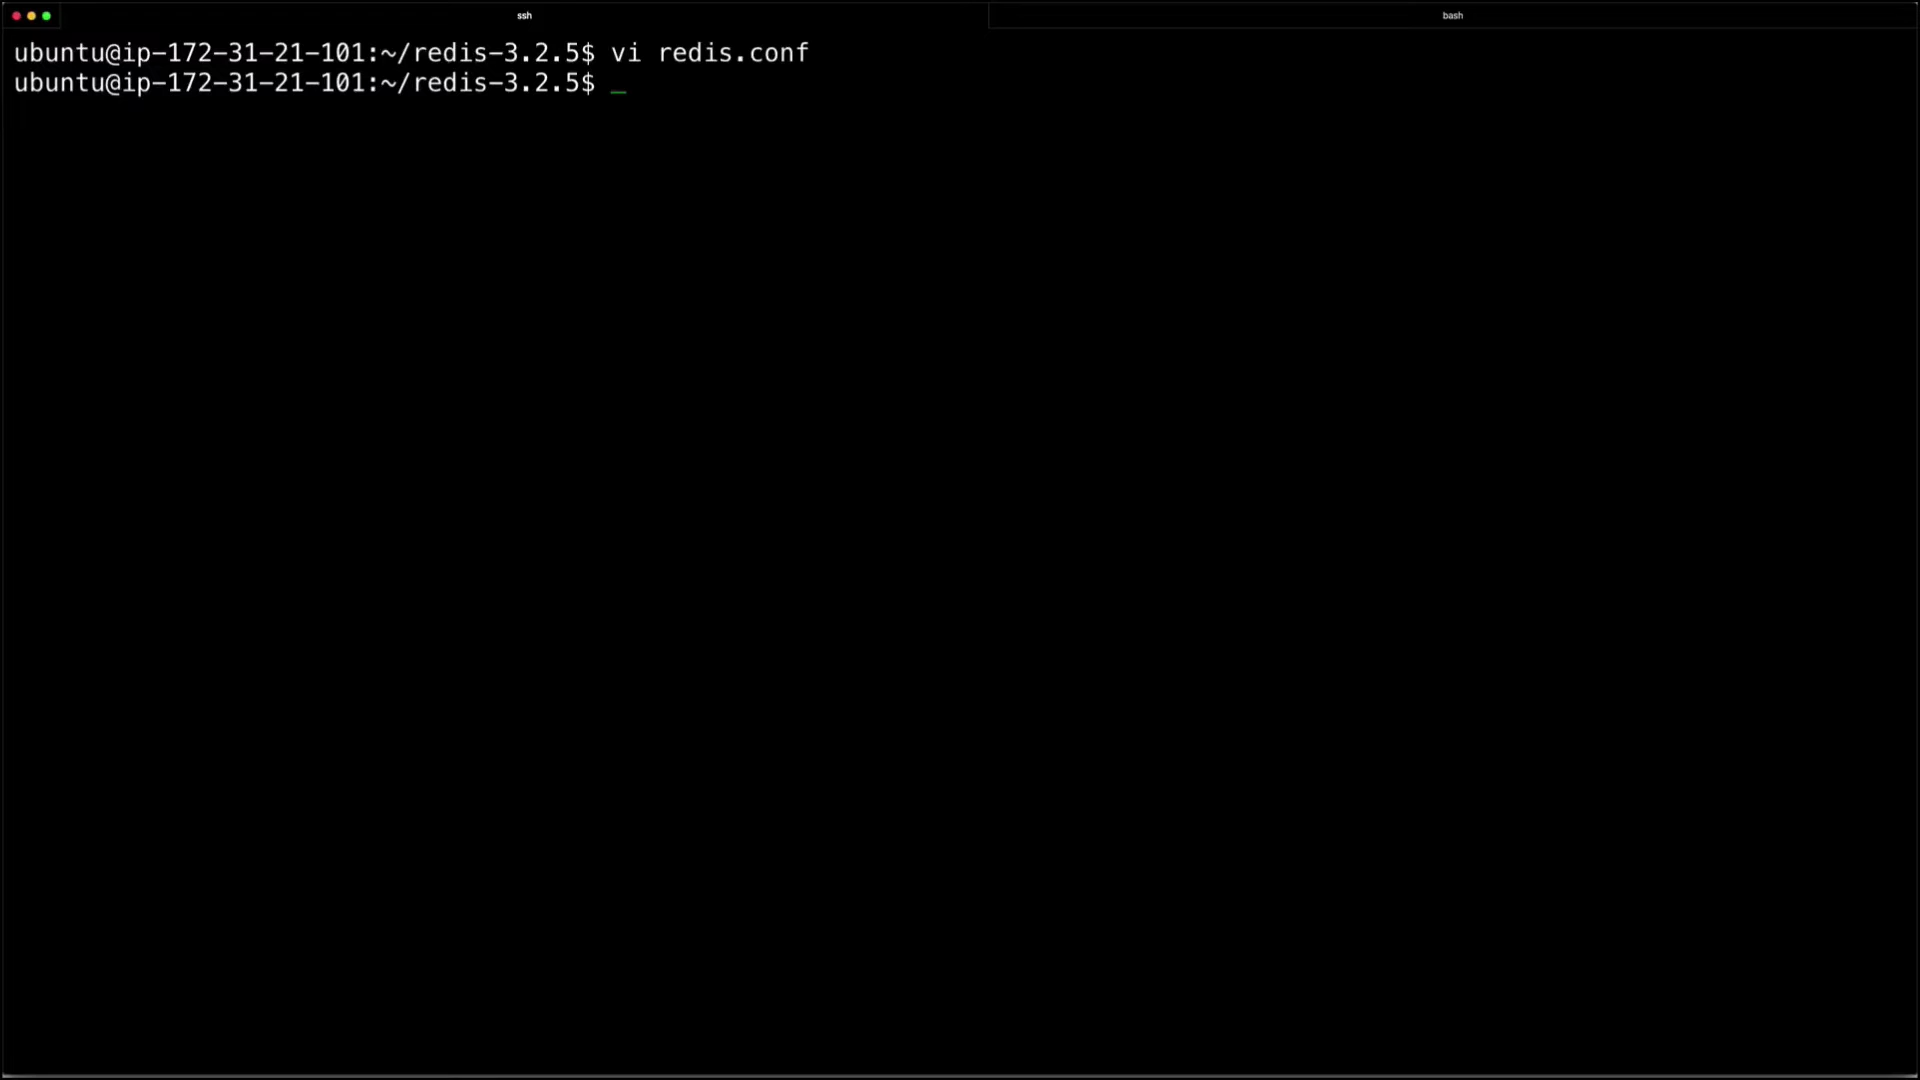 ssh
bash
ubuntu@ip-172-31-21-101:~/redis-3.2.5$ vi redis.conf
ubuntu@ip-172-31-21-101:~/redis-3.2.5$ _